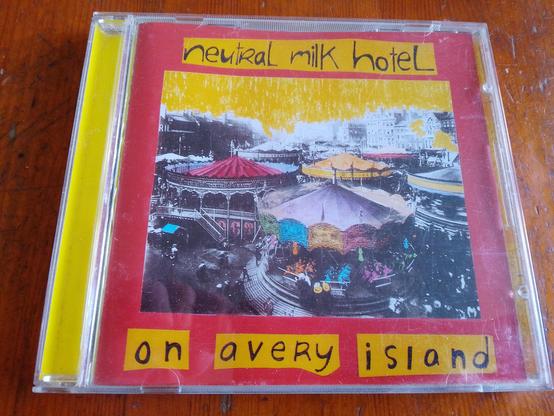 neutral milk hotel
on avery island